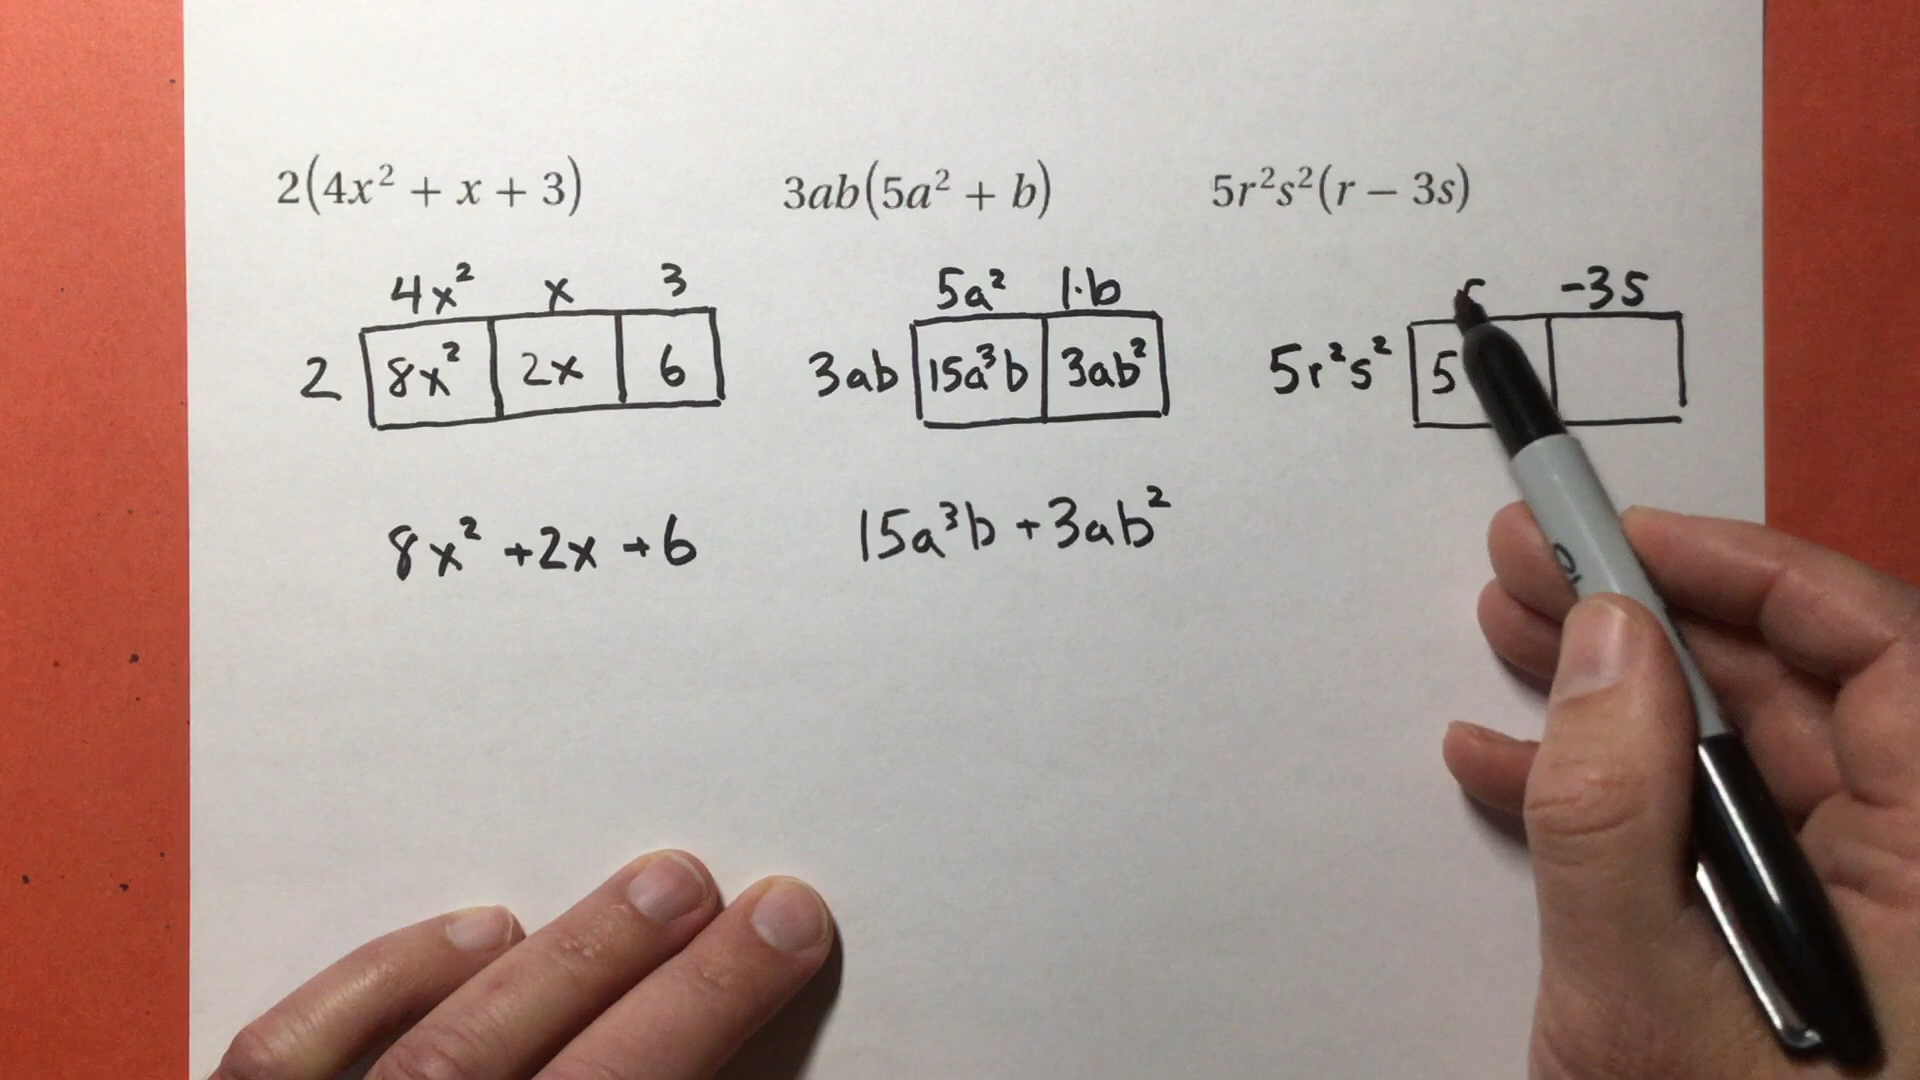 2(4x² + x + 3)
3ab(5a² + b)
5r²s²(r − 3s)
4x² x 3
2 8x² 2x 6
5a² 1·b
3ab 15a³b 3ab²
r -3s
5r²s² 5
8x² +2x +6
15a³b +3ab²